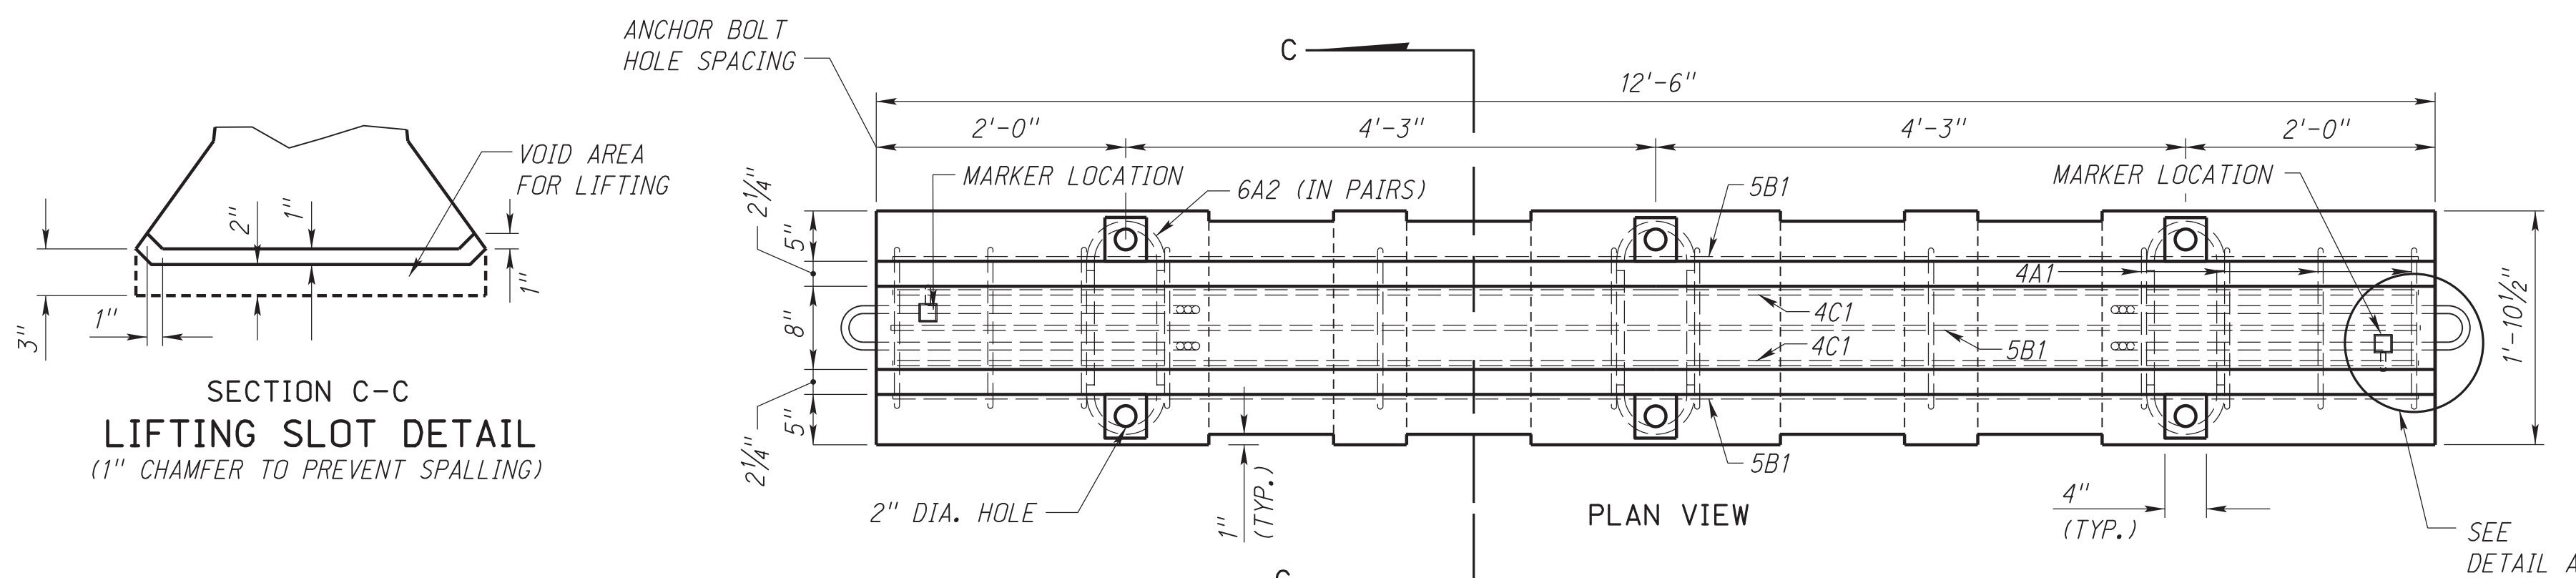 ANCHOR BOLT
HOLE SPACING
C
12'-6"
2'-0"
4'-3"
4'-3"
2'-0"
MARKER LOCATION
6A2 (IN PAIRS)
5B1
MARKER LOCATION
VOID AREA
FOR LIFTING
2"
1"
1"
1"
3"
SECTION C-C
LIFTING SLOT DETAIL
(1" CHAMFER TO PREVENT SPALLING)
2¼"
5"
8"
5"
2¼"
4A1
4C1
4C1
5B1
5B1
1'-10½"
2" DIA. HOLE
1"
(TYP.)
PLAN VIEW
4"
(TYP.)
SEE
DETAIL A